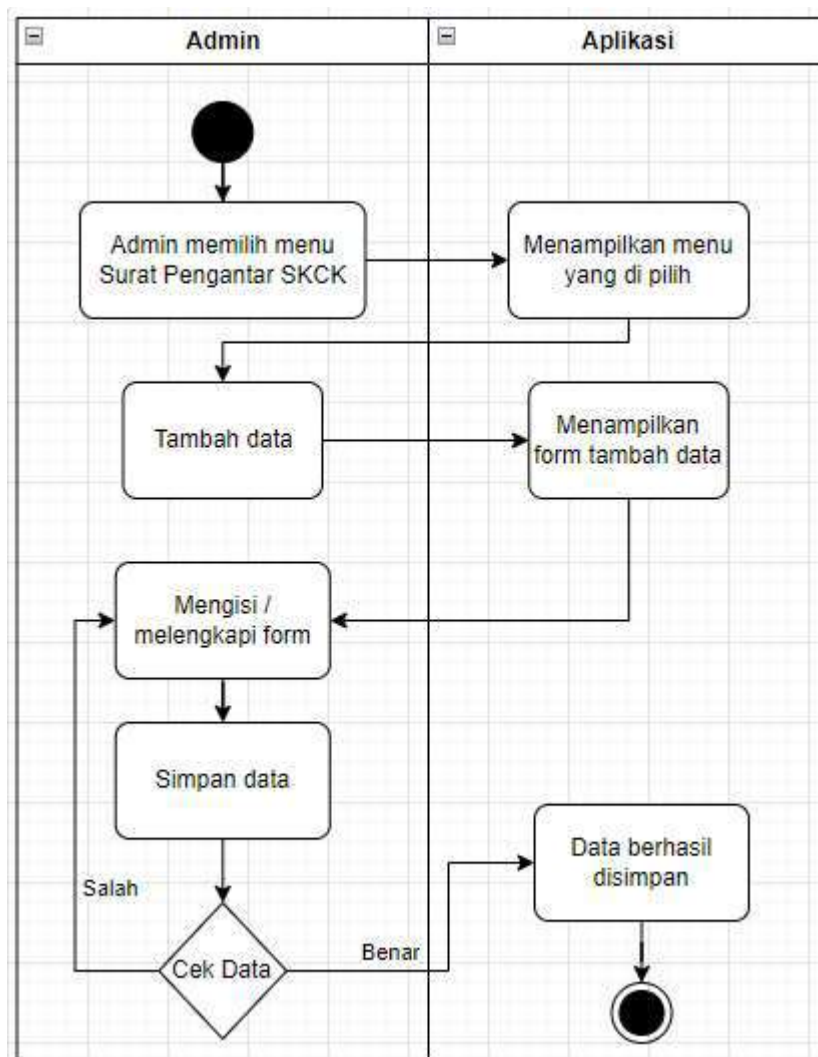 Admin
Aplikasi
Admin memilih menu
Surat Pengantar SKCK
Menampilkan menu
yang di pilih
Tambah data
Menampilkan
form tambah data
Mengisi /
melengkapi form
Simpan data
Data berhasil
disimpan
Salah
Cek Data
Benar